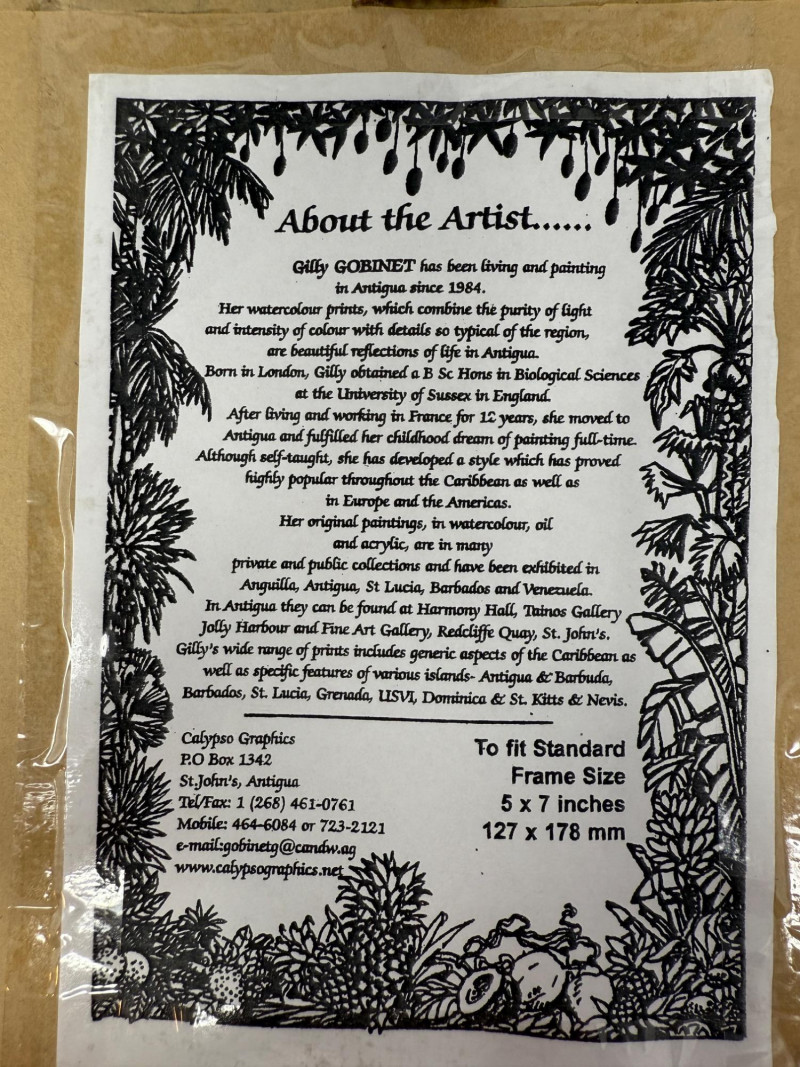 About the Artist......
Gilly GOBINET has been living and painting
in Antigua since 1984.
Her watercolour prints, which combine the purity of light
and intensity of colour with details so typical of the region,
are beautiful reflections of life in Antigua.
Born in London, Gilly obtained a B Sc Hons in Biological Sciences
at the University of Sussex in England.
After living and working in France for 12 years, she moved to
Antigua and fulfilled her childhood dream of painting full-time.
Although self-taught, she has developed a style which has proved
highly popular throughout the Caribbean as well as
in Europe and the Americas.
Her original paintings, in watercolour, oil
and acrylic, are in many
private and public collections and have been exhibited in
Anguilla, Antigua, St Lucia, Barbados and Venezuela.
In Antigua they can be found at Harmony Hall, Tainos Gallery
Jolly Harbour and Fine Art Gallery, Redcliffe Quay, St. John's.
Gilly's wide range of prints includes generic aspects of the Caribbean as
well as specific features of various islands- Antigua & Barbuda,
Barbados, St. Lucia, Grenada, USVI, Dominica & St. Kitts & Nevis.
Calypso Graphics
P.O Box 1342
St.John's, Antigua
Tel/Fax: 1 (268) 461-0761
Mobile: 464-6084 or 723-2121
e-mail:gobinetg@candw.ag
www.calypsographics.net
To fit Standard
Frame Size
5 x 7 inches
127 x 178 mm